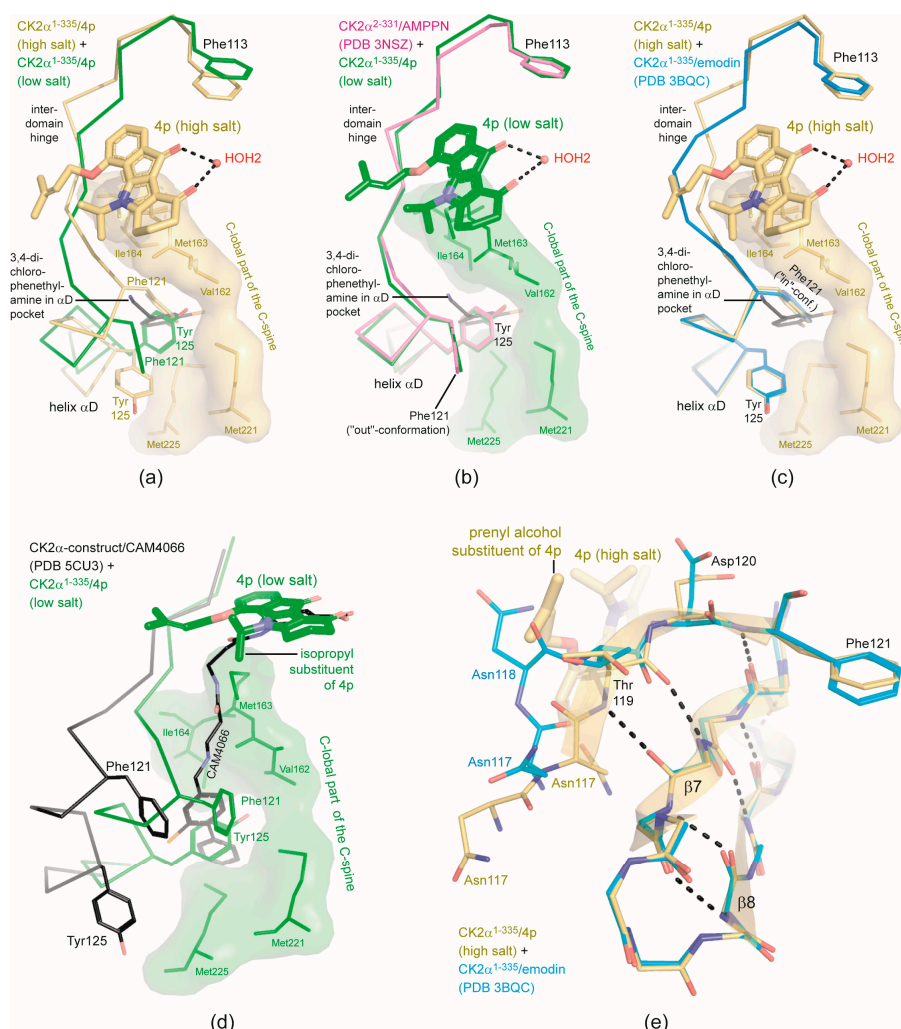 CK2α1-335/4p
(high salt) +
CK2α1-335/4p
(low salt)
Phe113
inter-
domain
hinge
4p (high salt)
HOH2
Ile164
Met163
Val162
C-lobal part of the C-spine
3,4-di-
chloro-
phenethyl-
amine in αD
pocket
Phe121
Tyr
125
Phe121
helix αD
Tyr
125
Met225
Met221
(a)
CK2α2-331/AMPPN
(PDB 3NSZ) +
CK2α1-335/4p
(low salt)
Phe113
inter-
domain
hinge
4p (low salt)
HOH2
Ile164
Met163
Val162
C-lobal part of the C-spine
3,4-di-
chloro-
phenethyl-
amine in αD
pocket
Tyr
125
helix αD
Phe121
("out"-conformation)
Met225
Met221
(b)
CK2α1-335/4p
(high salt) +
CK2α1-335/emodin
(PDB 3BQC)
Phe113
inter-
domain
hinge
4p (high salt)
HOH2
Ile164
Met163
Val162
C-lobal part of the C-spine
3,4-di-
chloro-
phenethyl-
amine in αD
pocket
Phe121
("in"-conf.)
helix αD
Tyr
125
Met225
Met221
(c)
CK2α-construct/CAM4066
(PDB 5CU3) +
CK2α1-335/4p
(low salt)
4p (low salt)
isopropyl
substituent
of 4p
Met163
Ile164
Val162
CAM4066
C-lobal part of the C-spine
Phe121
Phe121
Tyr125
Tyr125
Met221
Met225
(d)
prenyl alcohol
substituent of 4p
4p (high salt)
Asp120
Phe121
Asn118
Thr
119
Asn117
Asn117
Asn117
β7
β8
CK2α1-335/4p
(high salt) +
CK2α1-335/emodin
(PDB 3BQC)
(e)